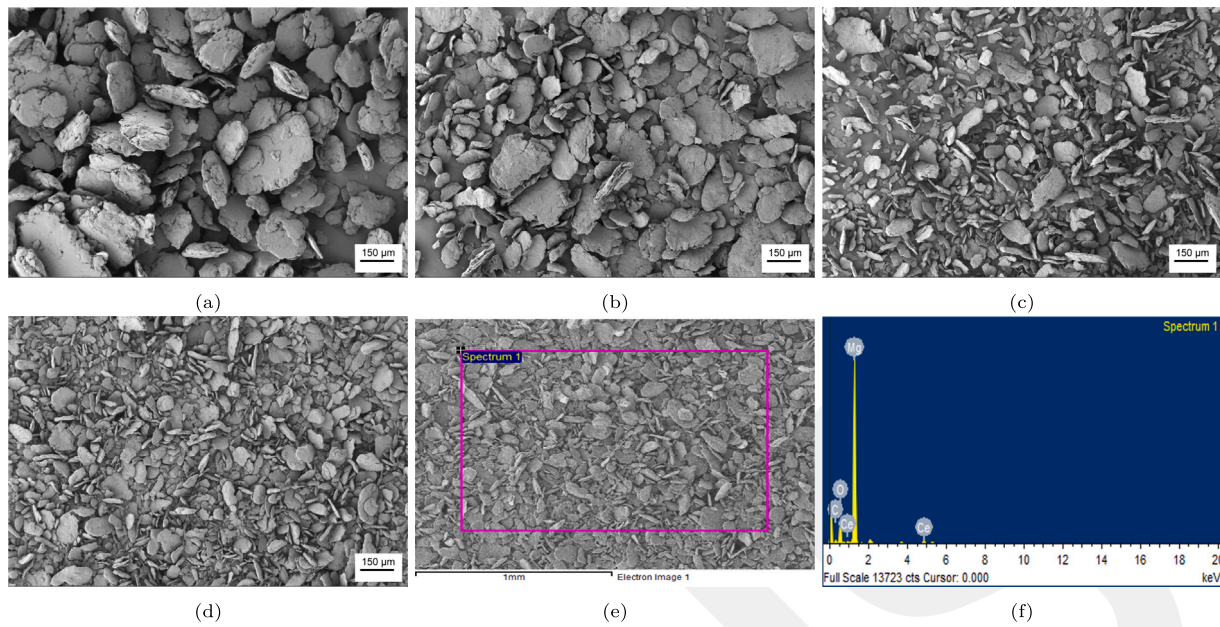 150 µm
150 µm
150 µm
(a)
(b)
(c)
150 µm
Spectrum 1
1mm
Electron Image 1
Spectrum 1
Mg
O
C
Ce
Ce
0 2 4 6 8 10 12 14 16 18 20
Full Scale 13723 cts Cursor: 0.000
keV
(d)
(e)
(f)